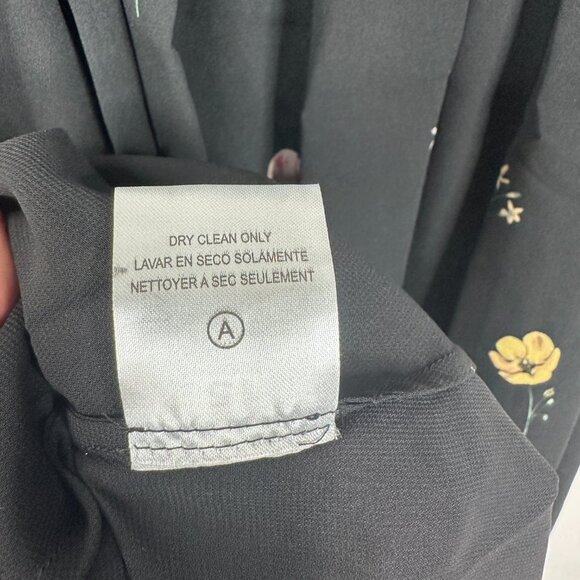 DRY CLEAN ONLY
LAVAR EN SECO SOLAMENTE
NETTOYER A SEC SEULEMENT
A